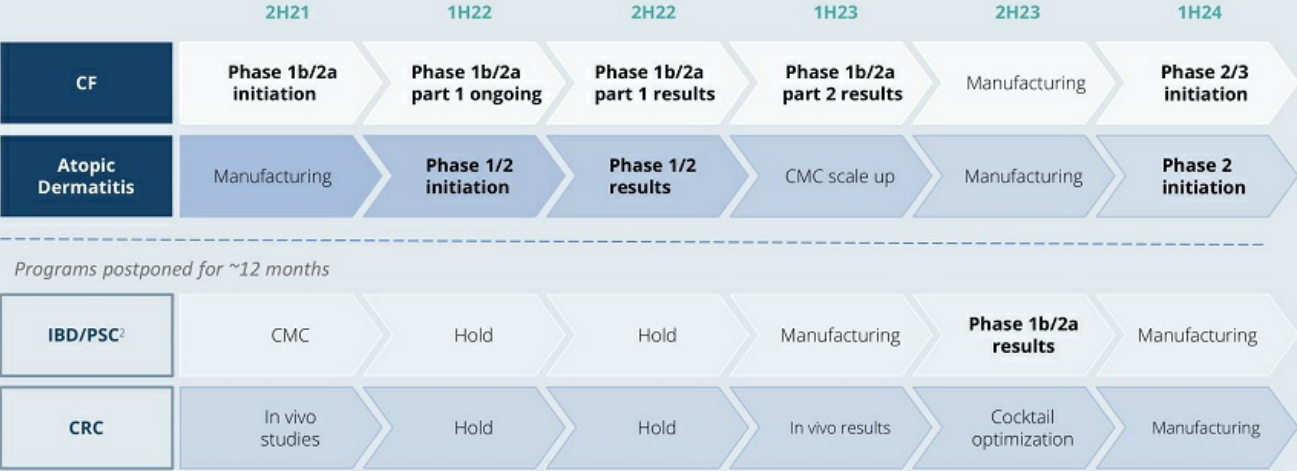 2H21 1H22 2H22 1H23 2H23 1H24
CF
Phase 1b/2a
initiation
Phase 1b/2a
part 1 ongoing
Phase 1b/2a
part 1 results
Phase 1b/2a
part 2 results
Manufacturing
Phase 2/3
initiation
Atopic
Dermatitis
Manufacturing
Phase 1/2
initiation
Phase 1/2
results
CMC scale up
Manufacturing
Phase 2
initiation
Programs postponed for ~12 months
IBD/PSC²
CMC
Hold
Hold
Manufacturing
Phase 1b/2a
results
Manufacturing
CRC
In vivo
studies
Hold
Hold
In vivo results
Cocktail
optimization
Manufacturing